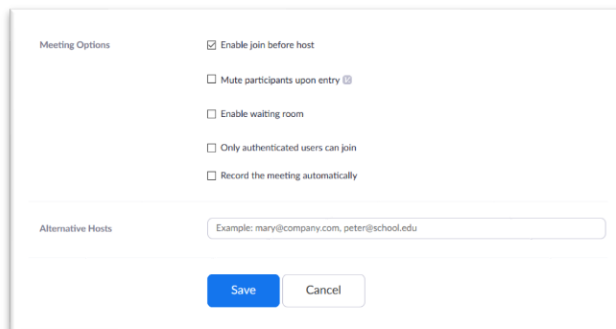 Meeting Options
Enable join before host
Mute participants upon entry
Enable waiting room
Only authenticated users can join
Record the meeting automatically
Alternative Hosts
Example: mary@company.com, peter@school.edu
Save
Cancel